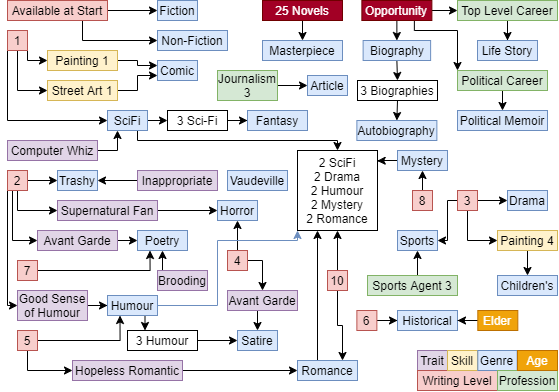 Available at Start
Fiction
25 Novels
Opportunity
Top Level Career
1
Non-Fiction
Masterpiece
Biography
Life Story
Painting 1
Comic
Street Art 1
Journalism
3
Article
3 Biographies
Political Career
SciFi
3 Sci-Fi
Fantasy
Autobiography
Political Memoir
Computer Whiz
2 SciFi
2 Drama
2 Humour
2 Mystery
2 Romance
Mystery
2
Trashy
Inappropriate
Vaudeville
8
3
Drama
Supernatural Fan
Horror
Avant Garde
Poetry
Sports
Painting 4
7
4
Brooding
10
Sports Agent 3
Children's
Good Sense
of Humour
Humour
Avant Garde
6
Historical
Elder
5
3 Humour
Satire
Hopeless Romantic
Romance
Trait
Skill
Genre
Age
Writing Level
Profession